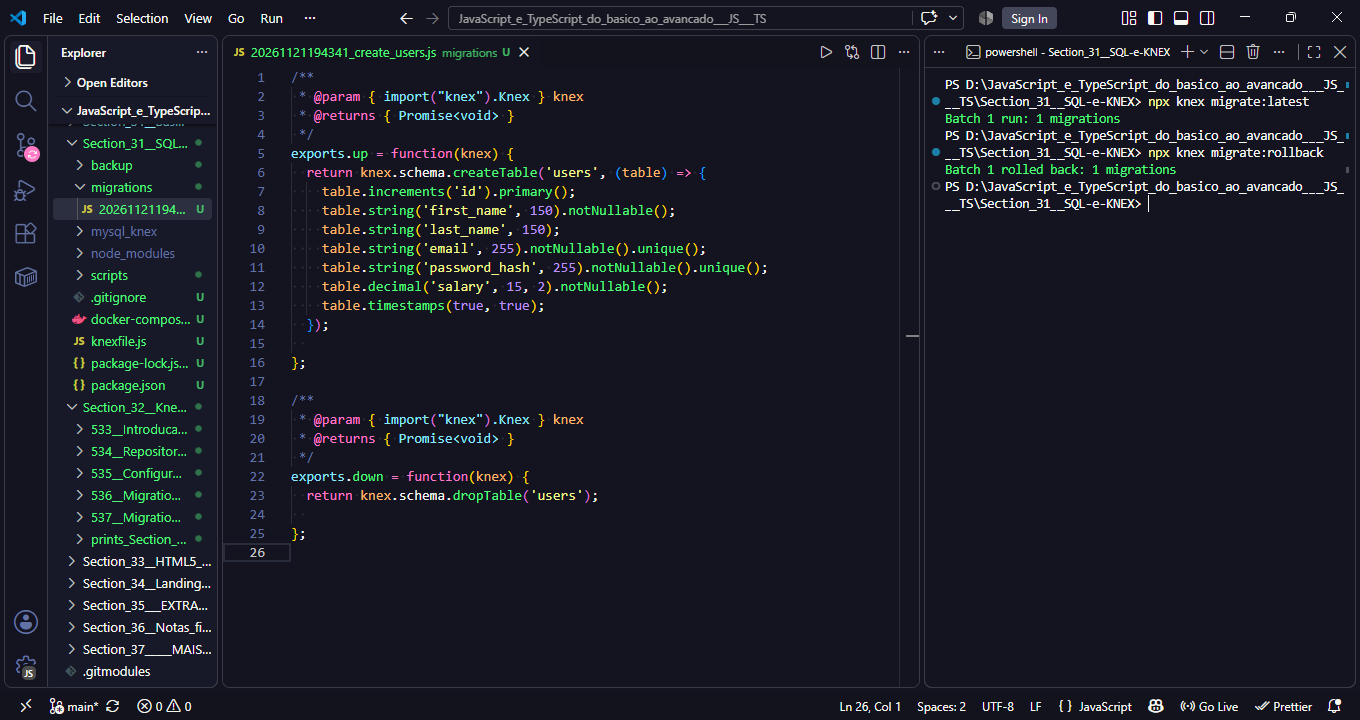 File Edit Selection View Go Run ··· JavaScript_e_TypeScript_do_basico_ao_avancado___JS__TS Sign In
Explorer ···
Open Editors
JavaScript_e_TypeScrip...
Section_31__SQL...
backup
migrations
JS 20261121194... U
mysql_knex
node_modules
scripts
.gitignore U
docker-compos... U
JS knexfile.js U
{} package-lock.js... U
{} package.json U
Section_32__Kne...
533__Introduca...
534__Repositor...
535__Configur...
536__Migratio...
537__Migratio...
prints_Section_...
Section_33__HTML5_...
Section_34__Landing...
Section_35___EXTRA...
Section_36__Notas_fi...
Section_37____MAIS...
.gitmodules
JS 20261121194341_create_users.js migrations U
1 /**
2 * @param { import("knex").Knex } knex
3 * @returns { Promise<void> }
4 */
5 exports.up = function(knex) {
6 return knex.schema.createTable('users', (table) => {
7 table.increments('id').primary();
8 table.string('first_name', 150).notNullable();
9 table.string('last_name', 150);
10 table.string('email', 255).notNullable().unique();
11 table.string('password_hash', 255).notNullable().unique();
12 table.decimal('salary', 15, 2).notNullable();
13 table.timestamps(true, true);
14 });
15
16 };
17
18 /**
19 * @param { import("knex").Knex } knex
20 * @returns { Promise<void> }
21 */
22 exports.down = function(knex) {
23 return knex.schema.dropTable('users');
24
25 };
26
··· powershell - Section_31__SQL-e-KNEX ···
PS D:\JavaScript_e_TypeScript_do_basico_ao_avancado___JS_
__TS\Section_31__SQL-e-KNEX> npx knex migrate:latest
Batch 1 run: 1 migrations
PS D:\JavaScript_e_TypeScript_do_basico_ao_avancado___JS_
__TS\Section_31__SQL-e-KNEX> npx knex migrate:rollback
Batch 1 rolled back: 1 migrations
PS D:\JavaScript_e_TypeScript_do_basico_ao_avancado___JS_
__TS\Section_31__SQL-e-KNEX>
main* 0 0 Ln 26, Col 1 Spaces: 2 UTF-8 LF {} JavaScript Go Live Prettier